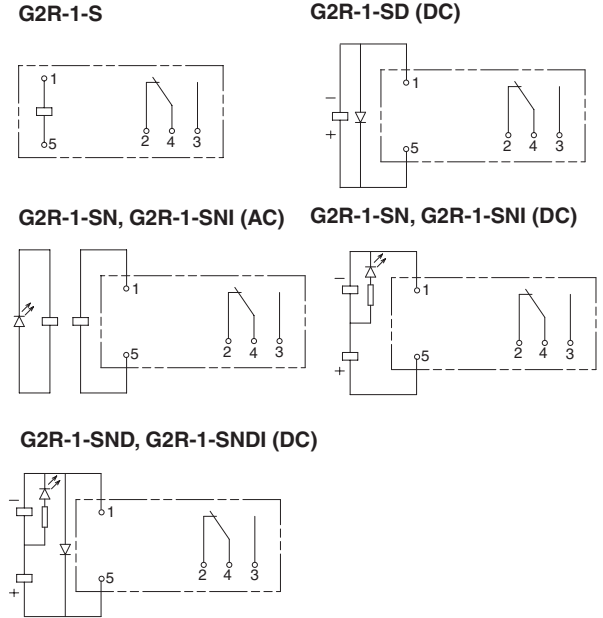 G2R-1-S
1
5
2 4 3
G2R-1-SD (DC)
–
+
1
5
2 4 3
G2R-1-SN, G2R-1-SNI (AC)
1
5
2 4 3
G2R-1-SN, G2R-1-SNI (DC)
–
+
1
5
2 4 3
G2R-1-SND, G2R-1-SNDI (DC)
–
+
1
5
2 4 3